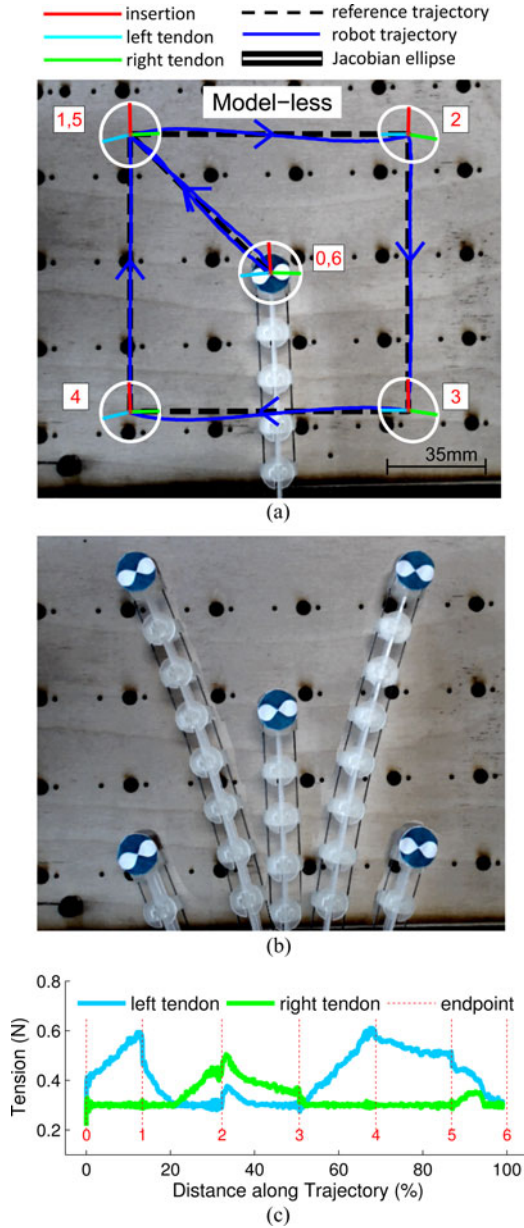 insertion
left tendon
right tendon
reference trajectory
robot trajectory
Jacobian ellipse
Model-less
1,5
2
0,6
4
3
35mm
(a)
(b)
left tendon right tendon endpoint
Tension (N)
0.6
0.4
0.2
0 1 2 3 4 5 6
0 20 40 60 80 100
Distance along Trajectory (%)
(c)